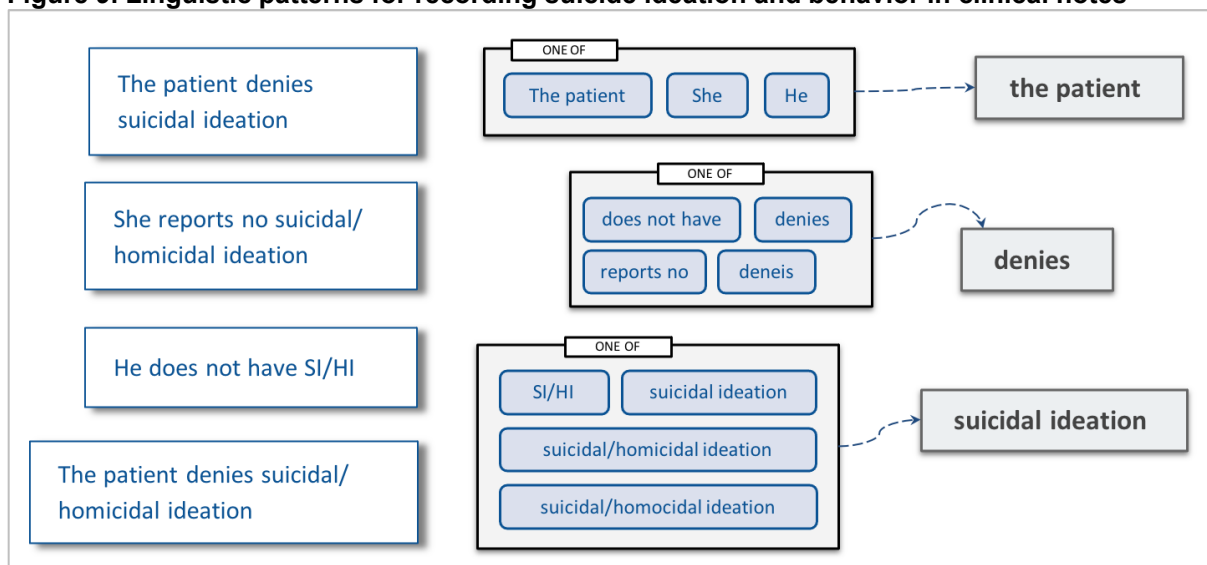 Figure 9. Linguistic patterns for recording suicide ideation and behavior in clinical notes
The patient denies
suicidal ideation
She reports no suicidal/
homicidal ideation
He does not have SI/HI
The patient denies suicidal/
homicidal ideation
ONE OF
The patient She He
the patient
ONE OF
does not have denies
reports no deneis
denies
ONE OF
SI/HI suicidal ideation
suicidal/homicidal ideation
suicidal/homocidal ideation
suicidal ideation